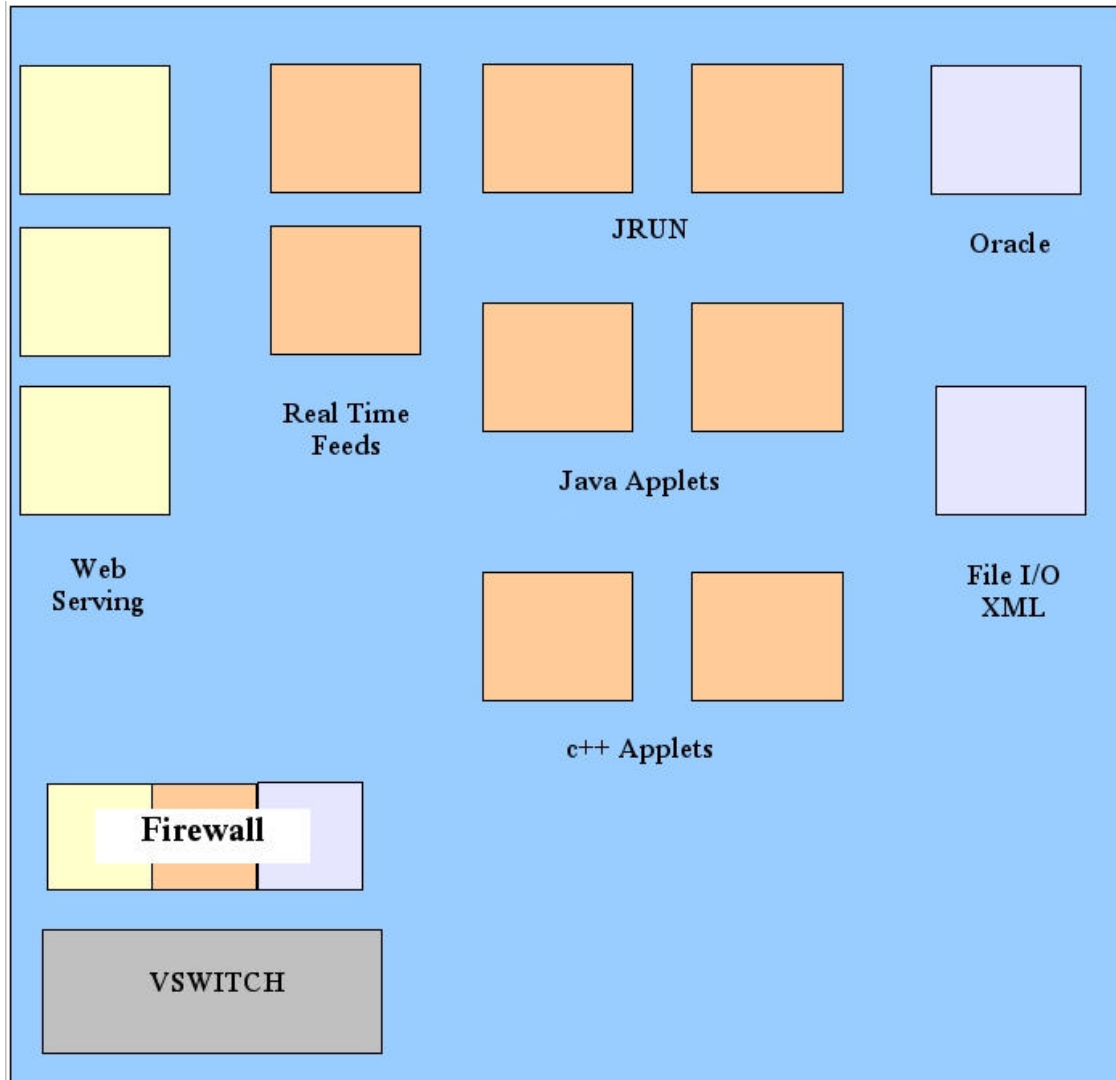 JRUN
Oracle
Real Time
Feeds
Java Applets
Web
Serving
File I/O
XML
c++ Applets
Firewall
VSWITCH